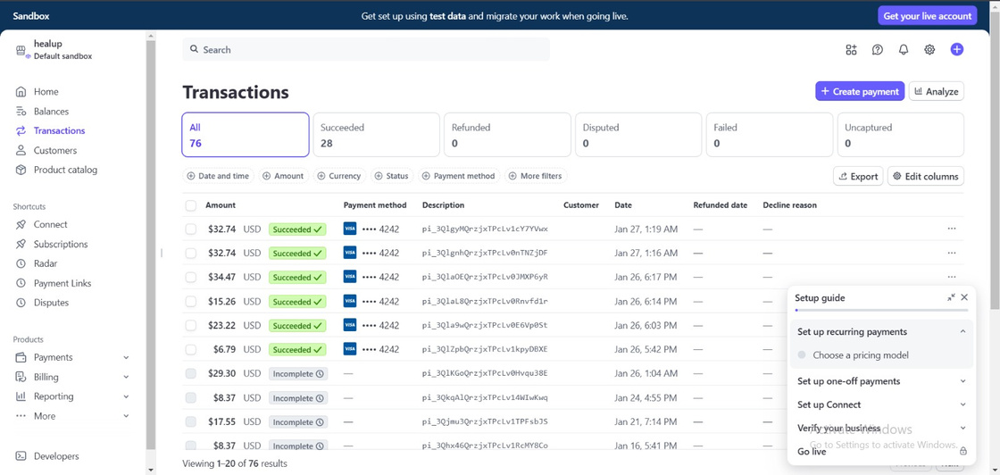 Sandbox
Get set up using test data and migrate your work when going live.
Get your live account
healup
Default sandbox
Home
Balances
Transactions
Customers
Product catalog
Shortcuts
Connect
Subscriptions
Radar
Payment Links
Disputes
Products
Payments
Billing
Reporting
More
Developers
Search
Transactions
+ Create payment
Analyze
All
76
Succeeded
28
Refunded
0
Disputed
0
Failed
0
Uncaptured
0
Date and time
Amount
Currency
Status
Payment method
More filters
Export
Edit columns
Amount Payment method Description Customer Date Refunded date Decline reason
$32.74 USD Succeeded VISA •••• 4242 pi_3QlgyMQrzjxTPcLv1cY7YVwx Jan 27, 1:19 AM — —
$32.74 USD Succeeded VISA •••• 4242 pi_3QlgnhQrzjxTPcLv0nTNZjDF Jan 27, 1:16 AM — —
$34.47 USD Succeeded VISA •••• 4242 pi_3QlaOEQrzjxTPcLv0JMXP6yR Jan 26, 6:17 PM — —
$15.26 USD Succeeded VISA •••• 4242 pi_3QlaL8QrzjxTPcLv0Rnvfd1r Jan 26, 6:14 PM —
$23.22 USD Succeeded VISA •••• 4242 pi_3Qla9wQrzjxTPcLv0E6Vp0St Jan 26, 6:03 PM —
$6.79 USD Succeeded VISA •••• 4242 pi_3QlZpbQrzjxTPcLv1kpyDBXE Jan 26, 5:42 PM —
$29.30 USD Incomplete — pi_3QlKGoQrzjxTPcLv0Hvqu38E Jan 26, 1:04 AM —
$8.37 USD Incomplete — pi_3QkqAlQrzjxTPcLv14WIwKwq Jan 24, 4:55 PM —
$17.55 USD Incomplete — pi_3Qjmu3QrzjxTPcLv1TPFsbJS Jan 21, 7:14 PM —
$8.37 USD Incomplete — pi_3Qhx46QrzjxTPcLv1RcMY8Co Jan 16, 5:41 PM —
Viewing 1–20 of 76 results
Setup guide
Set up recurring payments
Choose a pricing model
Set up one-off payments
Set up Connect
Verify your business
Go live
Activate Windows
Go to Settings to activate Windows.